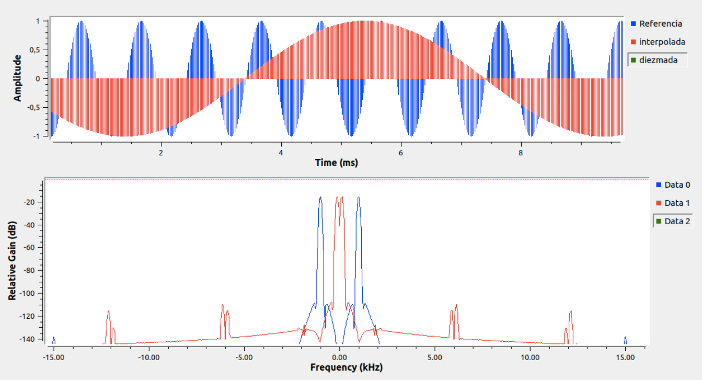 Referencia
interpolada
diezmada
1
0,5
0
-0,5
-1
Amplitude
2 4 6 8
Time (ms)
Data 0
Data 1
Data 2
-20
-40
-60
-80
-100
-120
-140
Relative Gain (dB)
-15.00 -10.00 -5.00 0.00 5.00 10.00 15.00
Frequency (kHz)